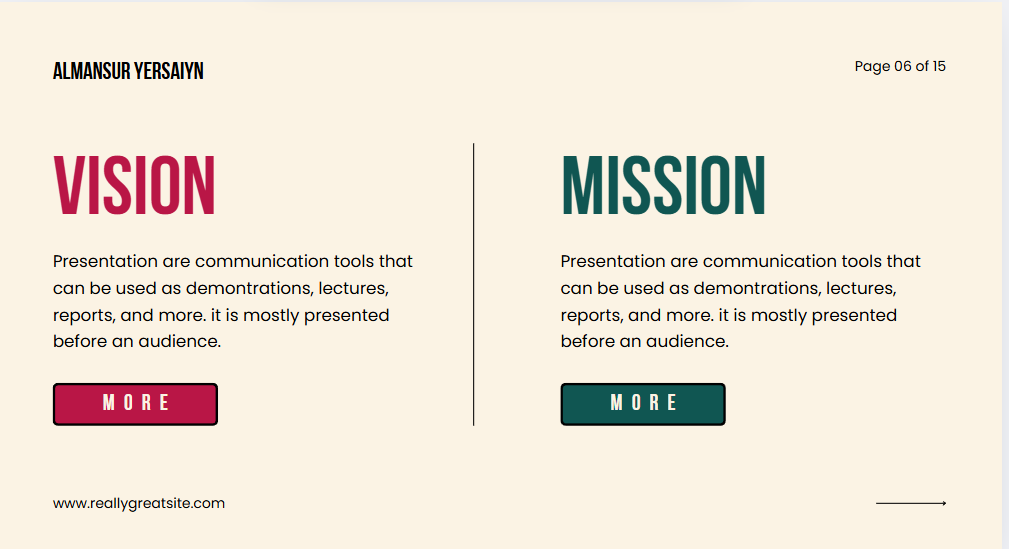 ALMANSUR YERSAIYN
Page 06 of 15
VISION
Presentation are communication tools that
can be used as demontrations, lectures,
reports, and more. it is mostly presented
before an audience.
MORE
MISSION
Presentation are communication tools that
can be used as demontrations, lectures,
reports, and more. it is mostly presented
before an audience.
MORE
www.reallygreatsite.com